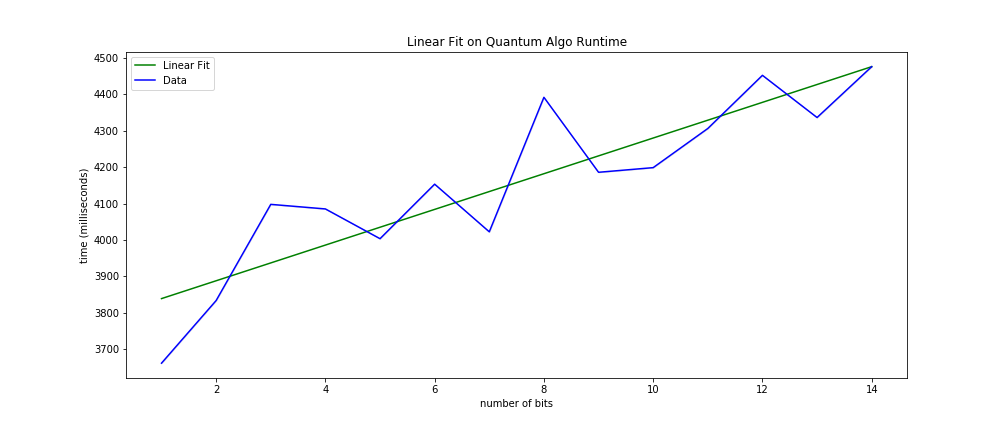 Linear Fit on Quantum Algo Runtime
Linear Fit
Data
4500
4400
4300
4200
4100
4000
3900
3800
3700
time (milliseconds)
2 4 6 8 10 12 14
number of bits